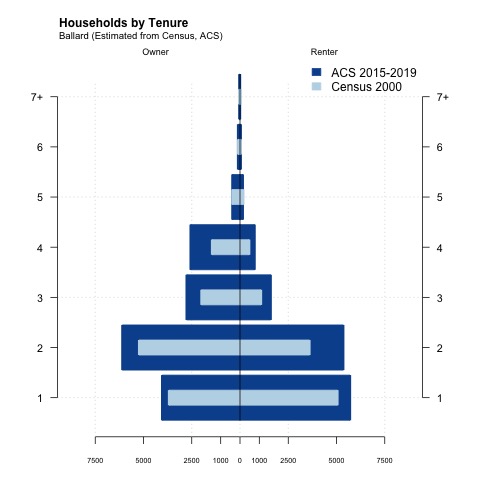 Households by Tenure
Ballard (Estimated from Census, ACS)
Owner Renter
ACS 2015-2019
Census 2000
7+ 7+
6 6
5 5
4 4
3 3
2 2
1 1
7500 5000 2500 1000 0 1000 2500 5000 7500